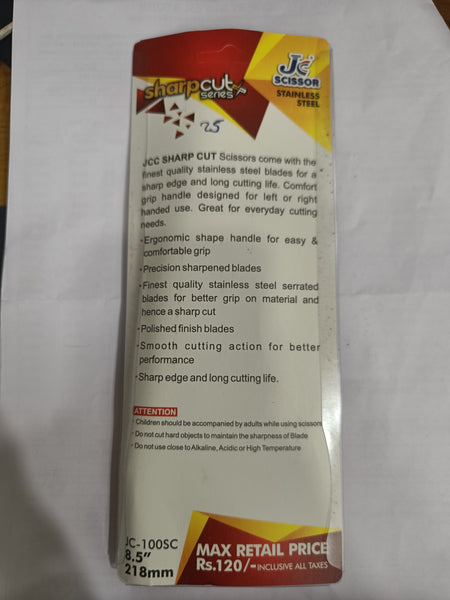 sharpcut
series
JC
SCISSOR
STAINLESS
STEEL
25
JCC SHARP CUT Scissors come with the
finest quality stainless steel blades for a
sharp edge and long cutting life. Comfort
grip handle designed for left or right
handed use. Great for everyday cutting
needs.
•Ergonomic shape handle for easy &
comfortable grip
•Precision sharpened blades
•Finest quality stainless steel serrated
blades for better grip on material and
hence a sharp cut
•Polished finish blades
•Smooth cutting action for better
performance
•Sharp edge and long cutting life.
ATTENTION
• Children should be accompanied by adults while using scissors
• Do not cut hard objects to maintain the sharpness of Blade
• Do not use close to Alkaline, Acidic or High Temperature
JC-100SC
8.5"
218mm
MAX RETAIL PRICE
Rs.120/-INCLUSIVE ALL TAXES